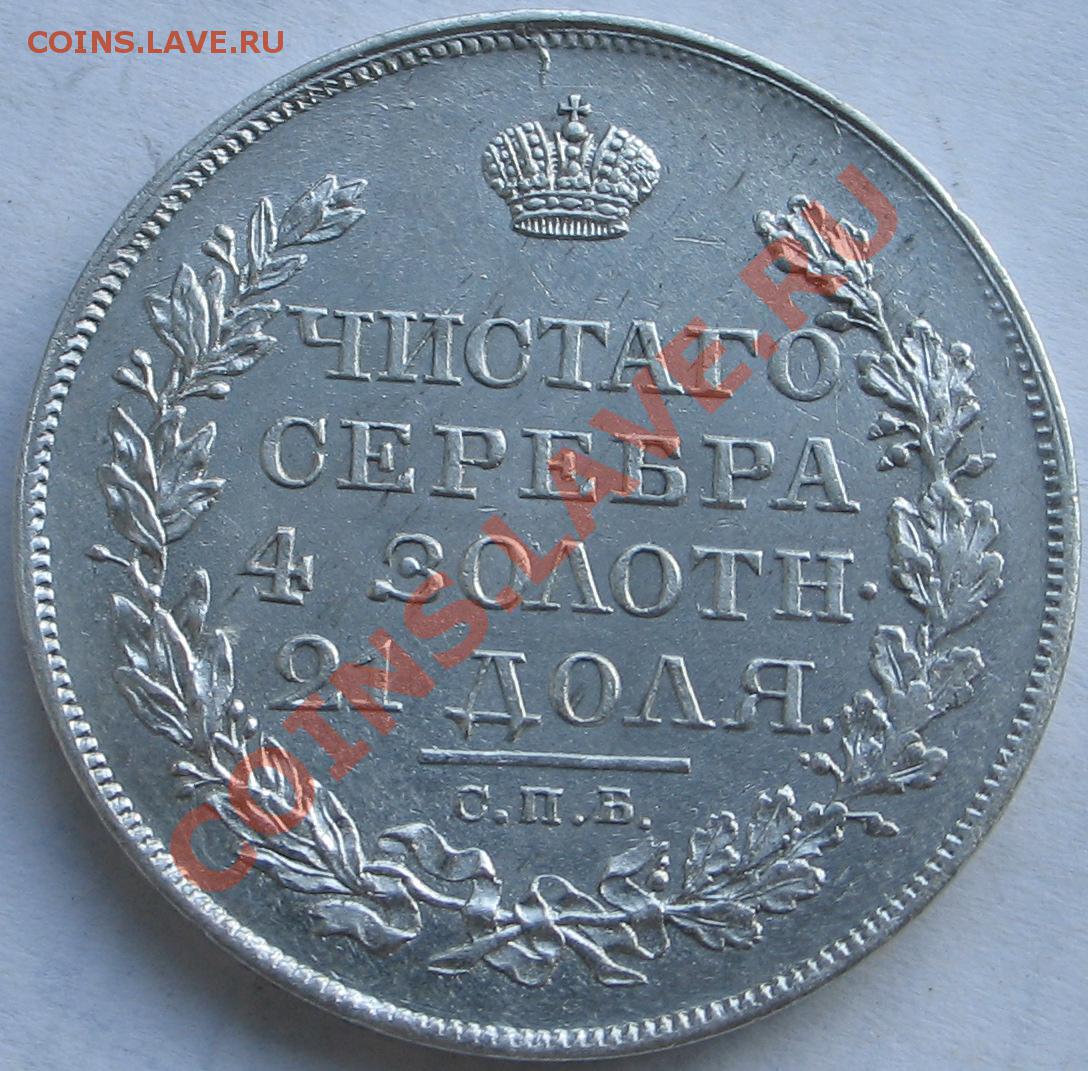 COINS.LAVE.RU
ЧИСТАГО
СЕРЕБРА
4 ЗОЛОТН.
21 ДОЛЯ.
С.П.Б.
COINS.LAVE.RU